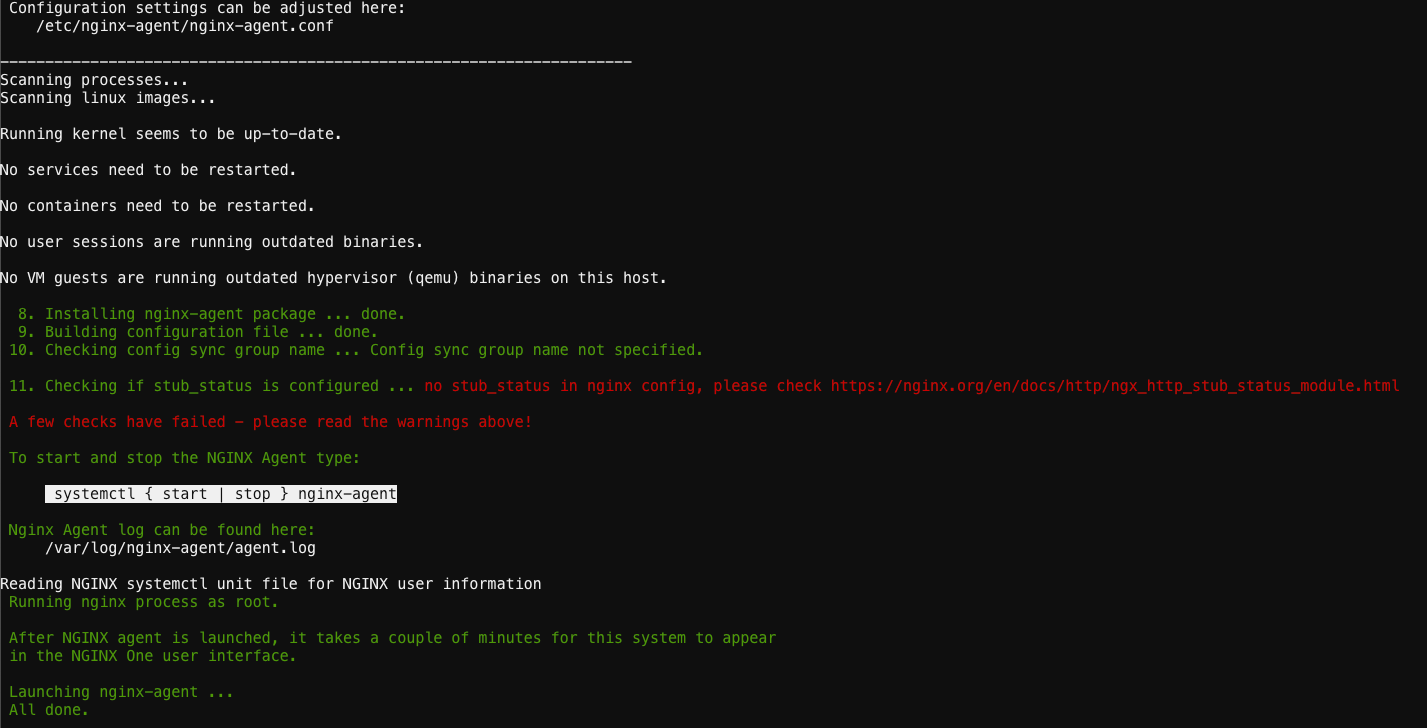 Configuration settings can be adjusted here:
/etc/nginx-agent/nginx-agent.conf
----------------------------------------------------------------------
Scanning processes...
Scanning linux images...
Running kernel seems to be up-to-date.
No services need to be restarted.
No containers need to be restarted.
No user sessions are running outdated binaries.
No VM guests are running outdated hypervisor (qemu) binaries on this host.
8. Installing nginx-agent package ... done.
9. Building configuration file ... done.
10. Checking config sync group name ... Config sync group name not specified.
11. Checking if stub_status is configured ... no stub_status in nginx config, please check https://nginx.org/en/docs/http/ngx_http_stub_status_module.html
A few checks have failed - please read the warnings above!
To start and stop the NGINX Agent type:
systemctl { start | stop } nginx-agent
Nginx Agent log can be found here:
/var/log/nginx-agent/agent.log
Reading NGINX systemctl unit file for NGINX user information
Running nginx process as root.
After NGINX agent is launched, it takes a couple of minutes for this system to appear
in the NGINX One user interface.
Launching nginx-agent ...
All done.